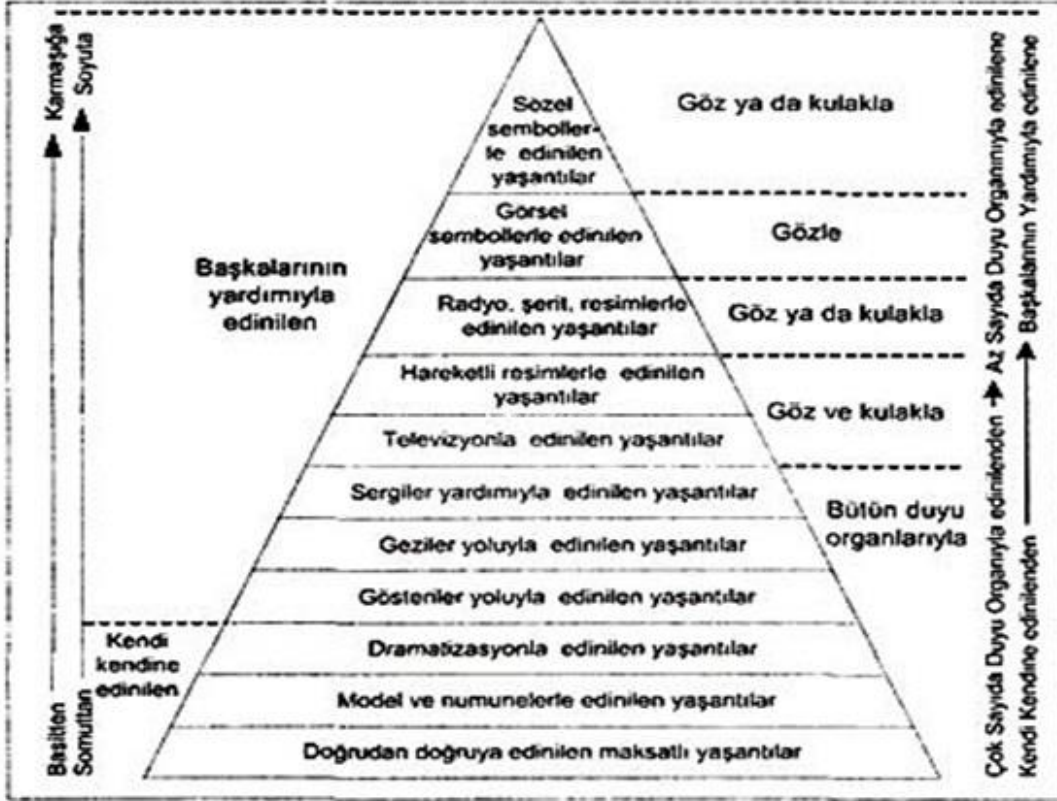 Karmaşığa
Soyuta
Basitten
Somuttan
Başkalarının
yardımıyla
edinilen
Kendi
kendine
edinilen
Sözel
semboller-
le edinilen
yaşantılar
Görsel
sembollerle edinilen
yaşantılar
Radyo, şerit, resimlerle
edinilen yaşantılar
Hareketli resimlerle edinilen
yaşantılar
Televizyonla edinilen yaşantılar
Sergiler yardımıyla edinilen yaşantılar
Geziler yoluyla edinilen yaşantılar
Gösteriler yoluyla edinilen yaşantılar
Dramatizasyonla edinilen yaşantılar
Model ve numunelerle edinilen yaşantılar
Doğrudan doğruya edinilen maksatlı yaşantılar
Göz ya da kulakla
Gözle
Göz ya da kulakla
Göz ve kulakla
Bütün duyu
organlarıyla
Çok Sayıda Duyu Organıyla edinilenden Az Sayıda Duyu Organınıyla edinilene
Kendi Kendine edinilenden Başkalarının Yardımıyla edinilene